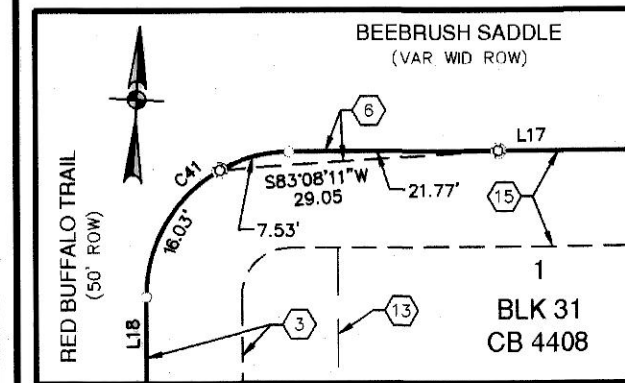 BEEBRUSH SADDLE
(VAR WID ROW)
6
L17
C41
S83°08'11"W
29.05
21.77'
15
16.03'
7.53'
RED BUFFALO TRAIL
(50' ROW)
L18
3
13
1
BLK 31
CB 4408